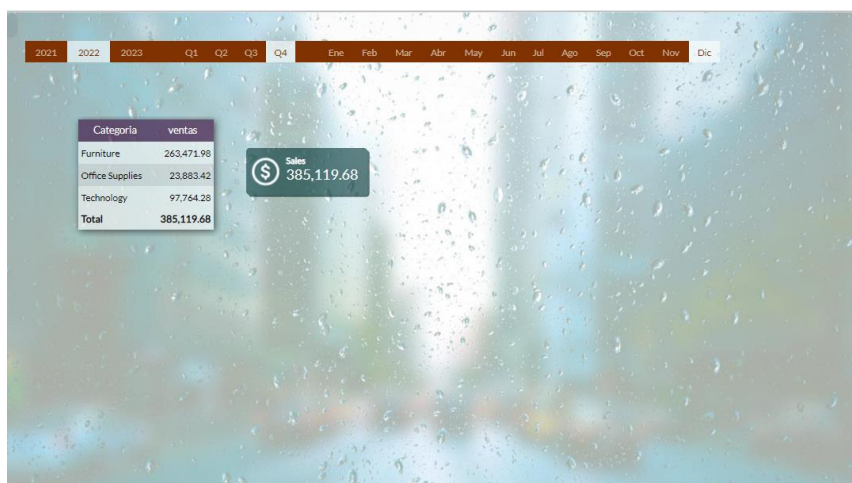 2021 2022 2023 Q1 Q2 Q3 Q4 Ene Feb Mar Abr May Jun Jul Ago Sep Oct Nov Dic
Categoria ventas
Furniture 263,471.98
Office Supplies 23,883.42
Technology 97,764.28
Total 385,119.68
Sales
385,119.68